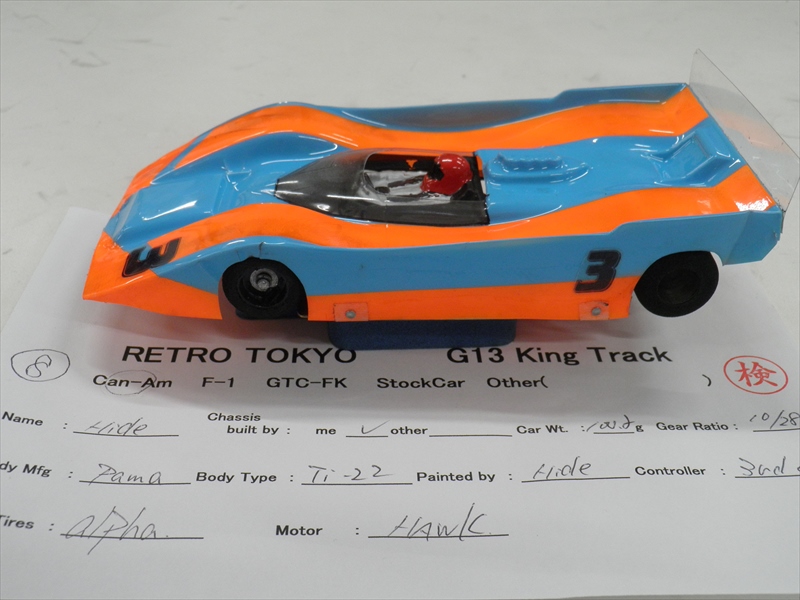 3
3
RETRO TOKYO G13 King Track
8 Can-Am F-1 GTC-FK StockCar Other( ) 検
Name : Hide Chassis built by : me ✓ other Car Wt. : g Gear Ratio : 10/28
dy Mfg : Pama Body Type : Ti-22 Painted by : Hide Controller : 3rd
Tires : alpha. Motor : HAWK.